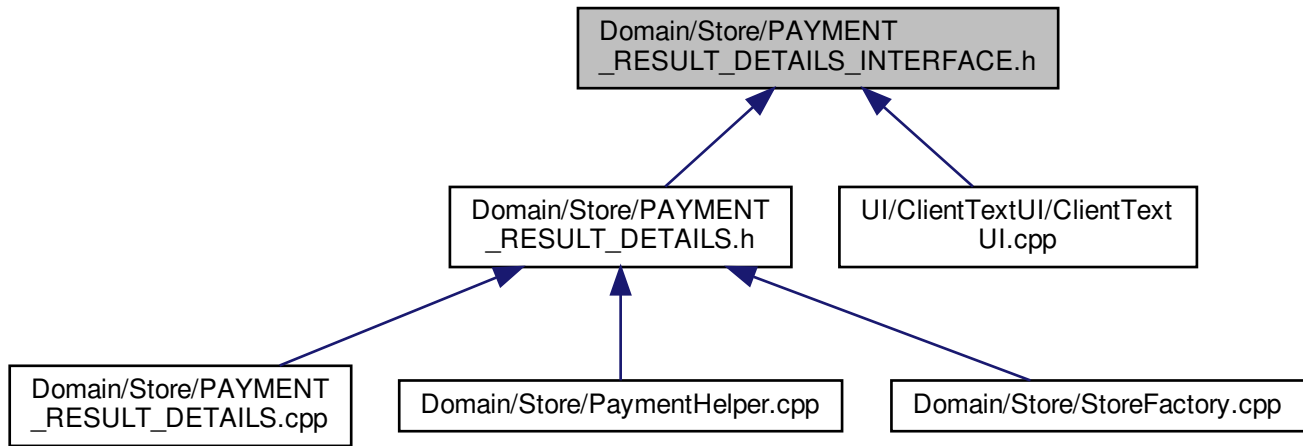 Domain/Store/PAYMENT
_RESULT_DETAILS_INTERFACE.h
Domain/Store/PAYMENT
_RESULT_DETAILS.h
UI/ClientTextUI/ClientText
UI.cpp
Domain/Store/PAYMENT
_RESULT_DETAILS.cpp
Domain/Store/PaymentHelper.cpp
Domain/Store/StoreFactory.cpp